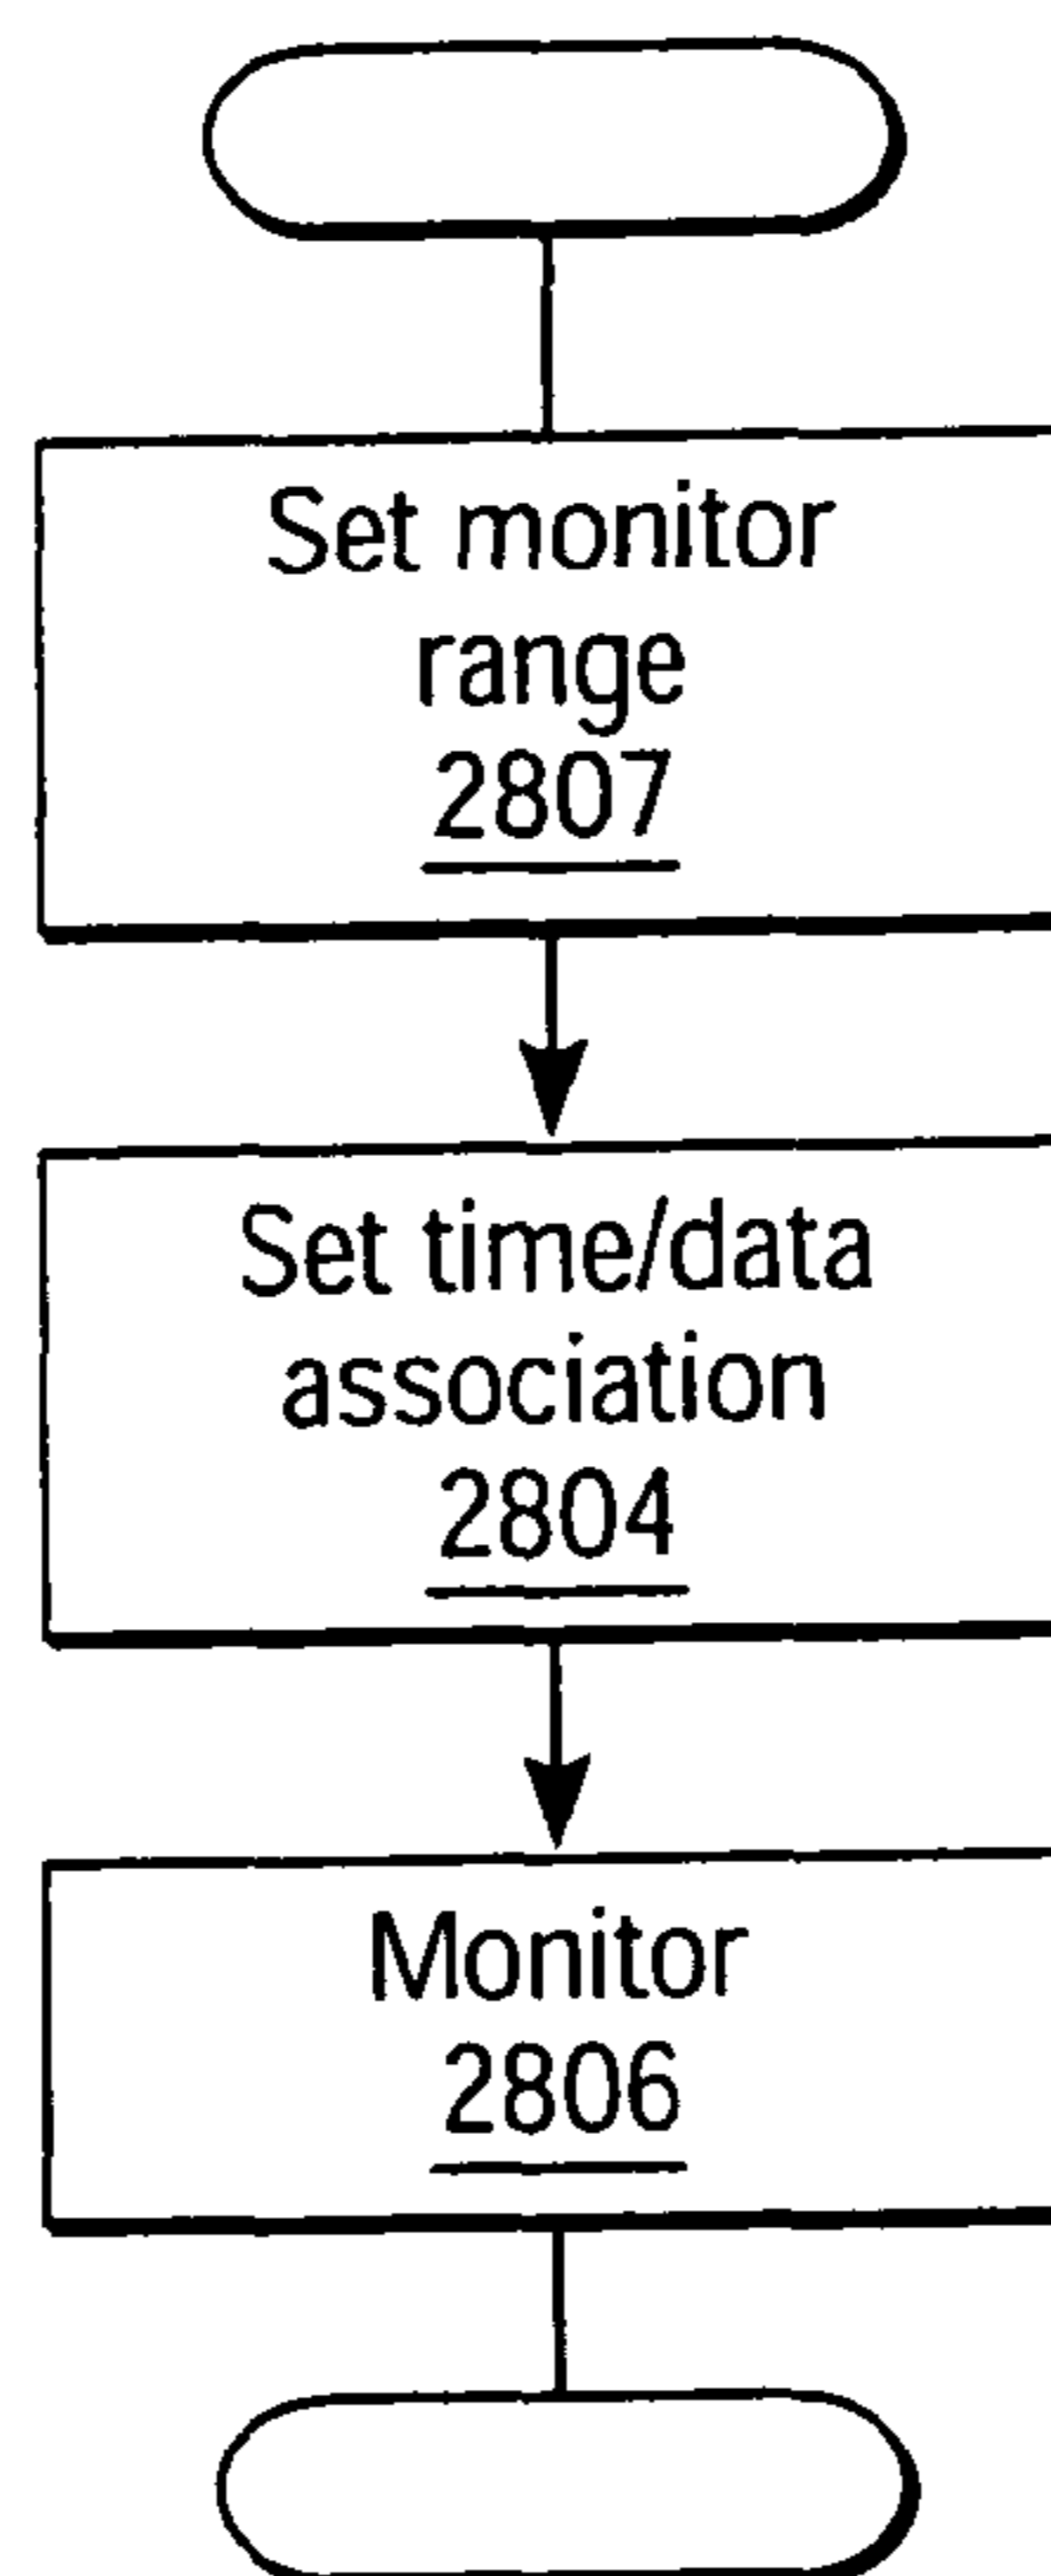 Set monitor
range
2807
Set time/data
association
2804
Monitor
2806